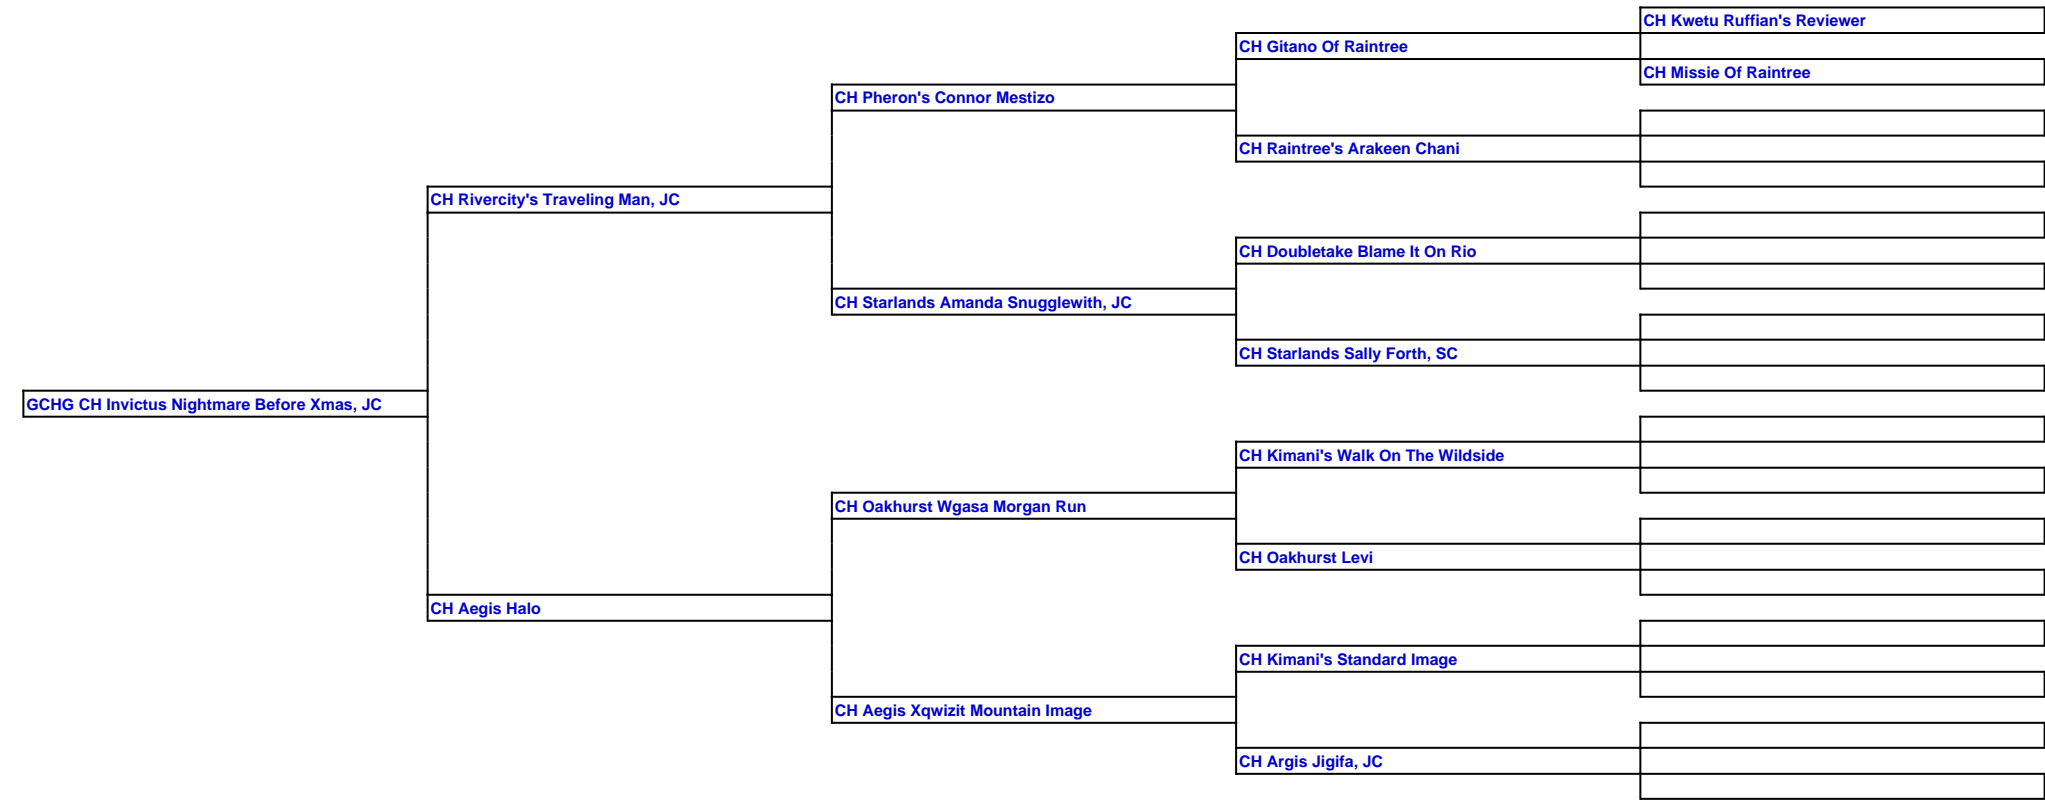 CH Kwetu Ruffian's Reviewer
CH Gitano Of Raintree
CH Missie Of Raintree
CH Pheron's Connor Mestizo
CH Raintree's Arakeen Chani
CH Rivercity's Traveling Man, JC
CH Doubletake Blame It On Rio
CH Starlands Amanda Snugglewith, JC
CH Starlands Sally Forth, SC
GCHG CH Invictus Nightmare Before Xmas, JC
CH Kimani's Walk On The Wildside
CH Oakhurst Wgasa Morgan Run
CH Oakhurst Levi
CH Aegis Halo
CH Kimani's Standard Image
CH Aegis Xqwizit Mountain Image
CH Argis Jigifa, JC